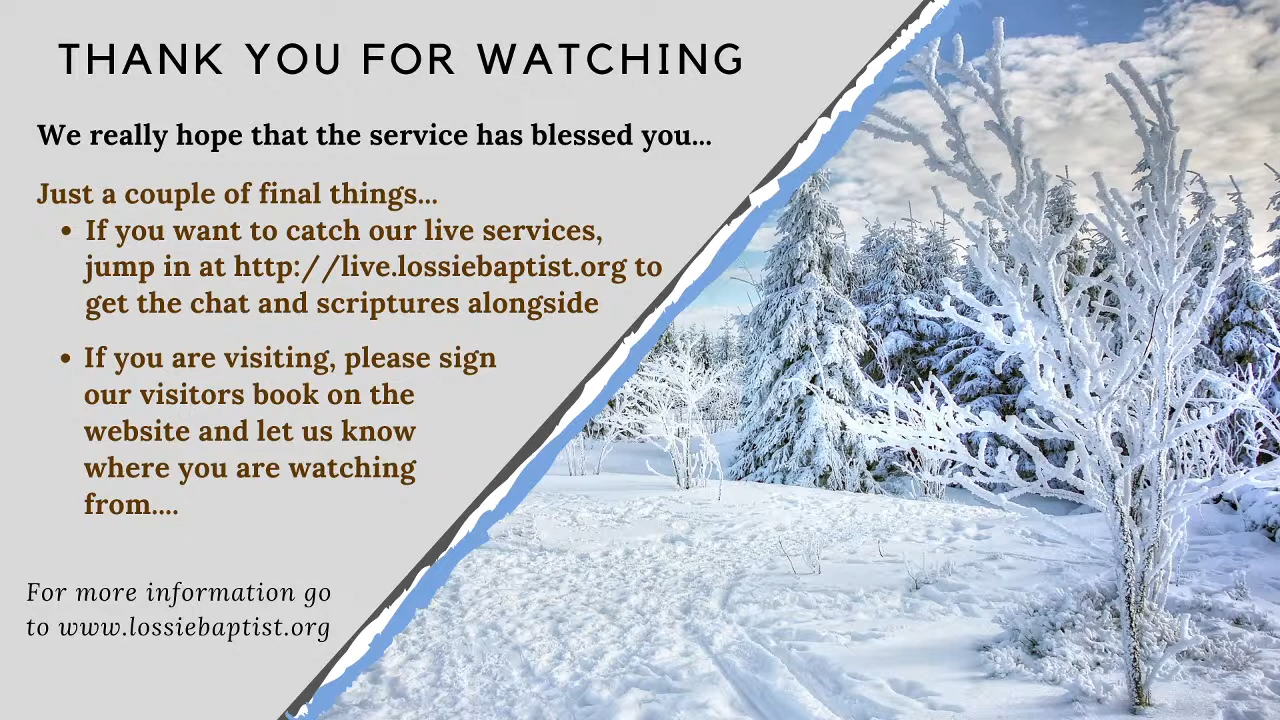 THANK YOU FOR WATCHING
We really hope that the service has blessed you...
Just a couple of final things...
• If you want to catch our live services,
jump in at http://live.lossiebaptist.org to
get the chat and scriptures alongside
• If you are visiting, please sign
our visitors book on the
website and let us know
where you are watching
from....
For more information go
to www.lossiebaptist.org